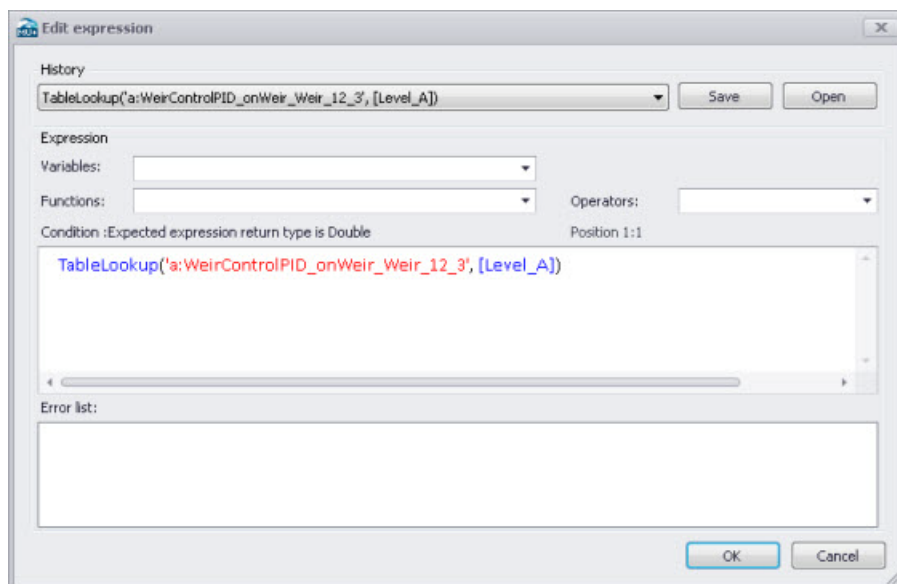 Edit expression
History
TableLookup('a:WeirControlPID_onWeir_Weir_12_3', [Level_A])
Save
Open
Expression
Variables:
Functions:
Operators:
Condition :Expected expression return type is Double
Position 1:1
TableLookup('a:WeirControlPID_onWeir_Weir_12_3', [Level_A])
Error list:
OK
Cancel